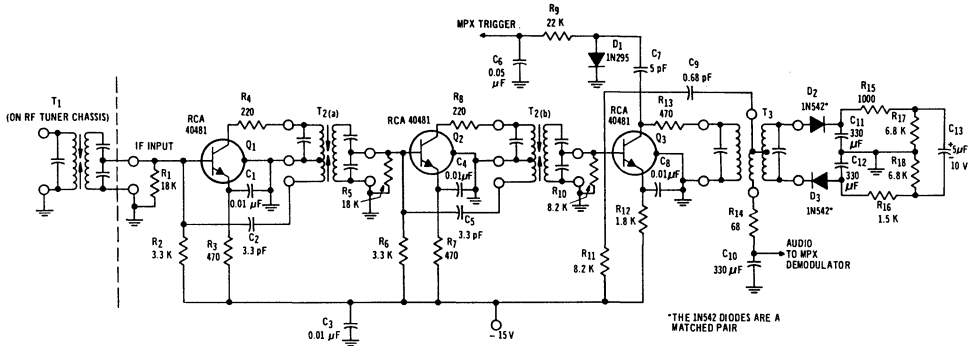 MPX TRIGGER
R9
22 K
D1
1N295
C6
0.05
µF
C7
5 pF
C9
0.68 pF
T1
(ON RF TUNER CHASSIS)
IF INPUT
R1
18K
R2
3.3 K
RCA
40481
R4
220
Q1
C1
0.01 µF
C2
3.3 pF
R3
470
T2(a)
R5
18 K
RCA 40481
R8
220
Q2
C4
0.01µF
C5
3.3 pF
R6
3.3 K
R7
470
T2(b)
R10
8.2 K
RCA
40481
R13
470
Q3
C8
0.01µF
R12
1.8 K
R11
8.2 K
T3
D2
1N542*
D3
1N542*
C11
330
µF
C12
330
µF
R15
1000
R17
6.8 K
R18
6.8 K
R16
1.5 K
C13
+5µF
10 V
R14
68
C10
330 µF
AUDIO
TO MPX
DEMODULATOR
C3
0.01 µF
- 15V
*THE 1N542 DIODES ARE A
MATCHED PAIR